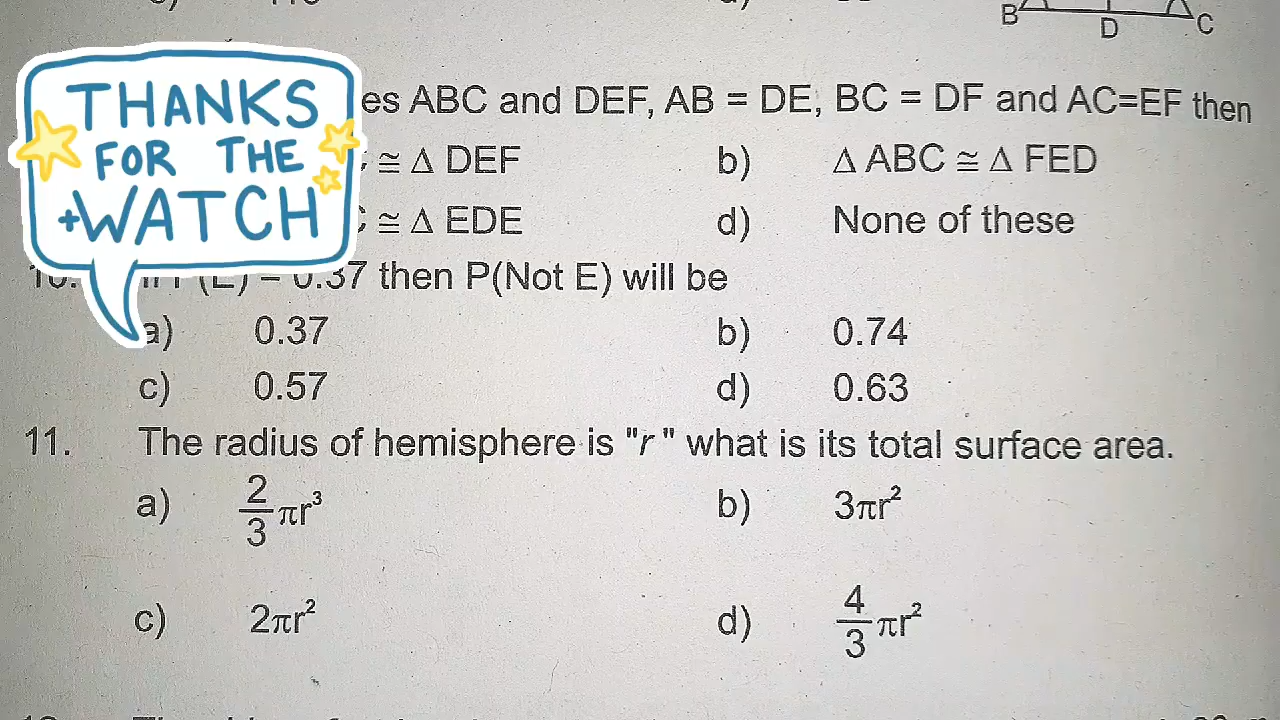 B D C
THANKS
FOR THE
WATCH
es ABC and DEF, AB = DE, BC = DF and AC=EF then
≅ Δ DEF b) Δ ABC ≅ Δ FED
≅ Δ EDE d) None of these
0.37 then P(Not E) will be
a) 0.37 b) 0.74
c) 0.57 d) 0.63
11. The radius of hemisphere is "r " what is its total surface area.
a) 2/3 πr³ b) 3πr²
c) 2πr² d) 4/3 πr²